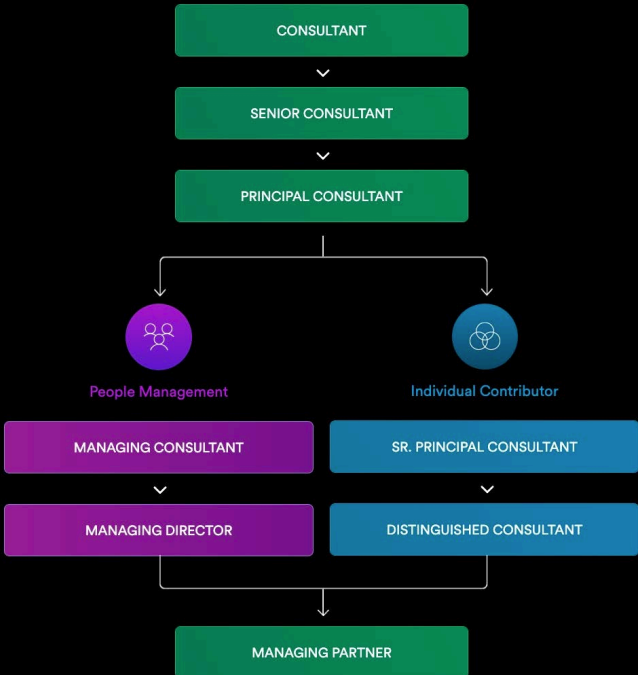 CONSULTANT
SENIOR CONSULTANT
PRINCIPAL CONSULTANT
People Management
Individual Contributor
MANAGING CONSULTANT
SR. PRINCIPAL CONSULTANT
MANAGING DIRECTOR
DISTINGUISHED CONSULTANT
MANAGING PARTNER